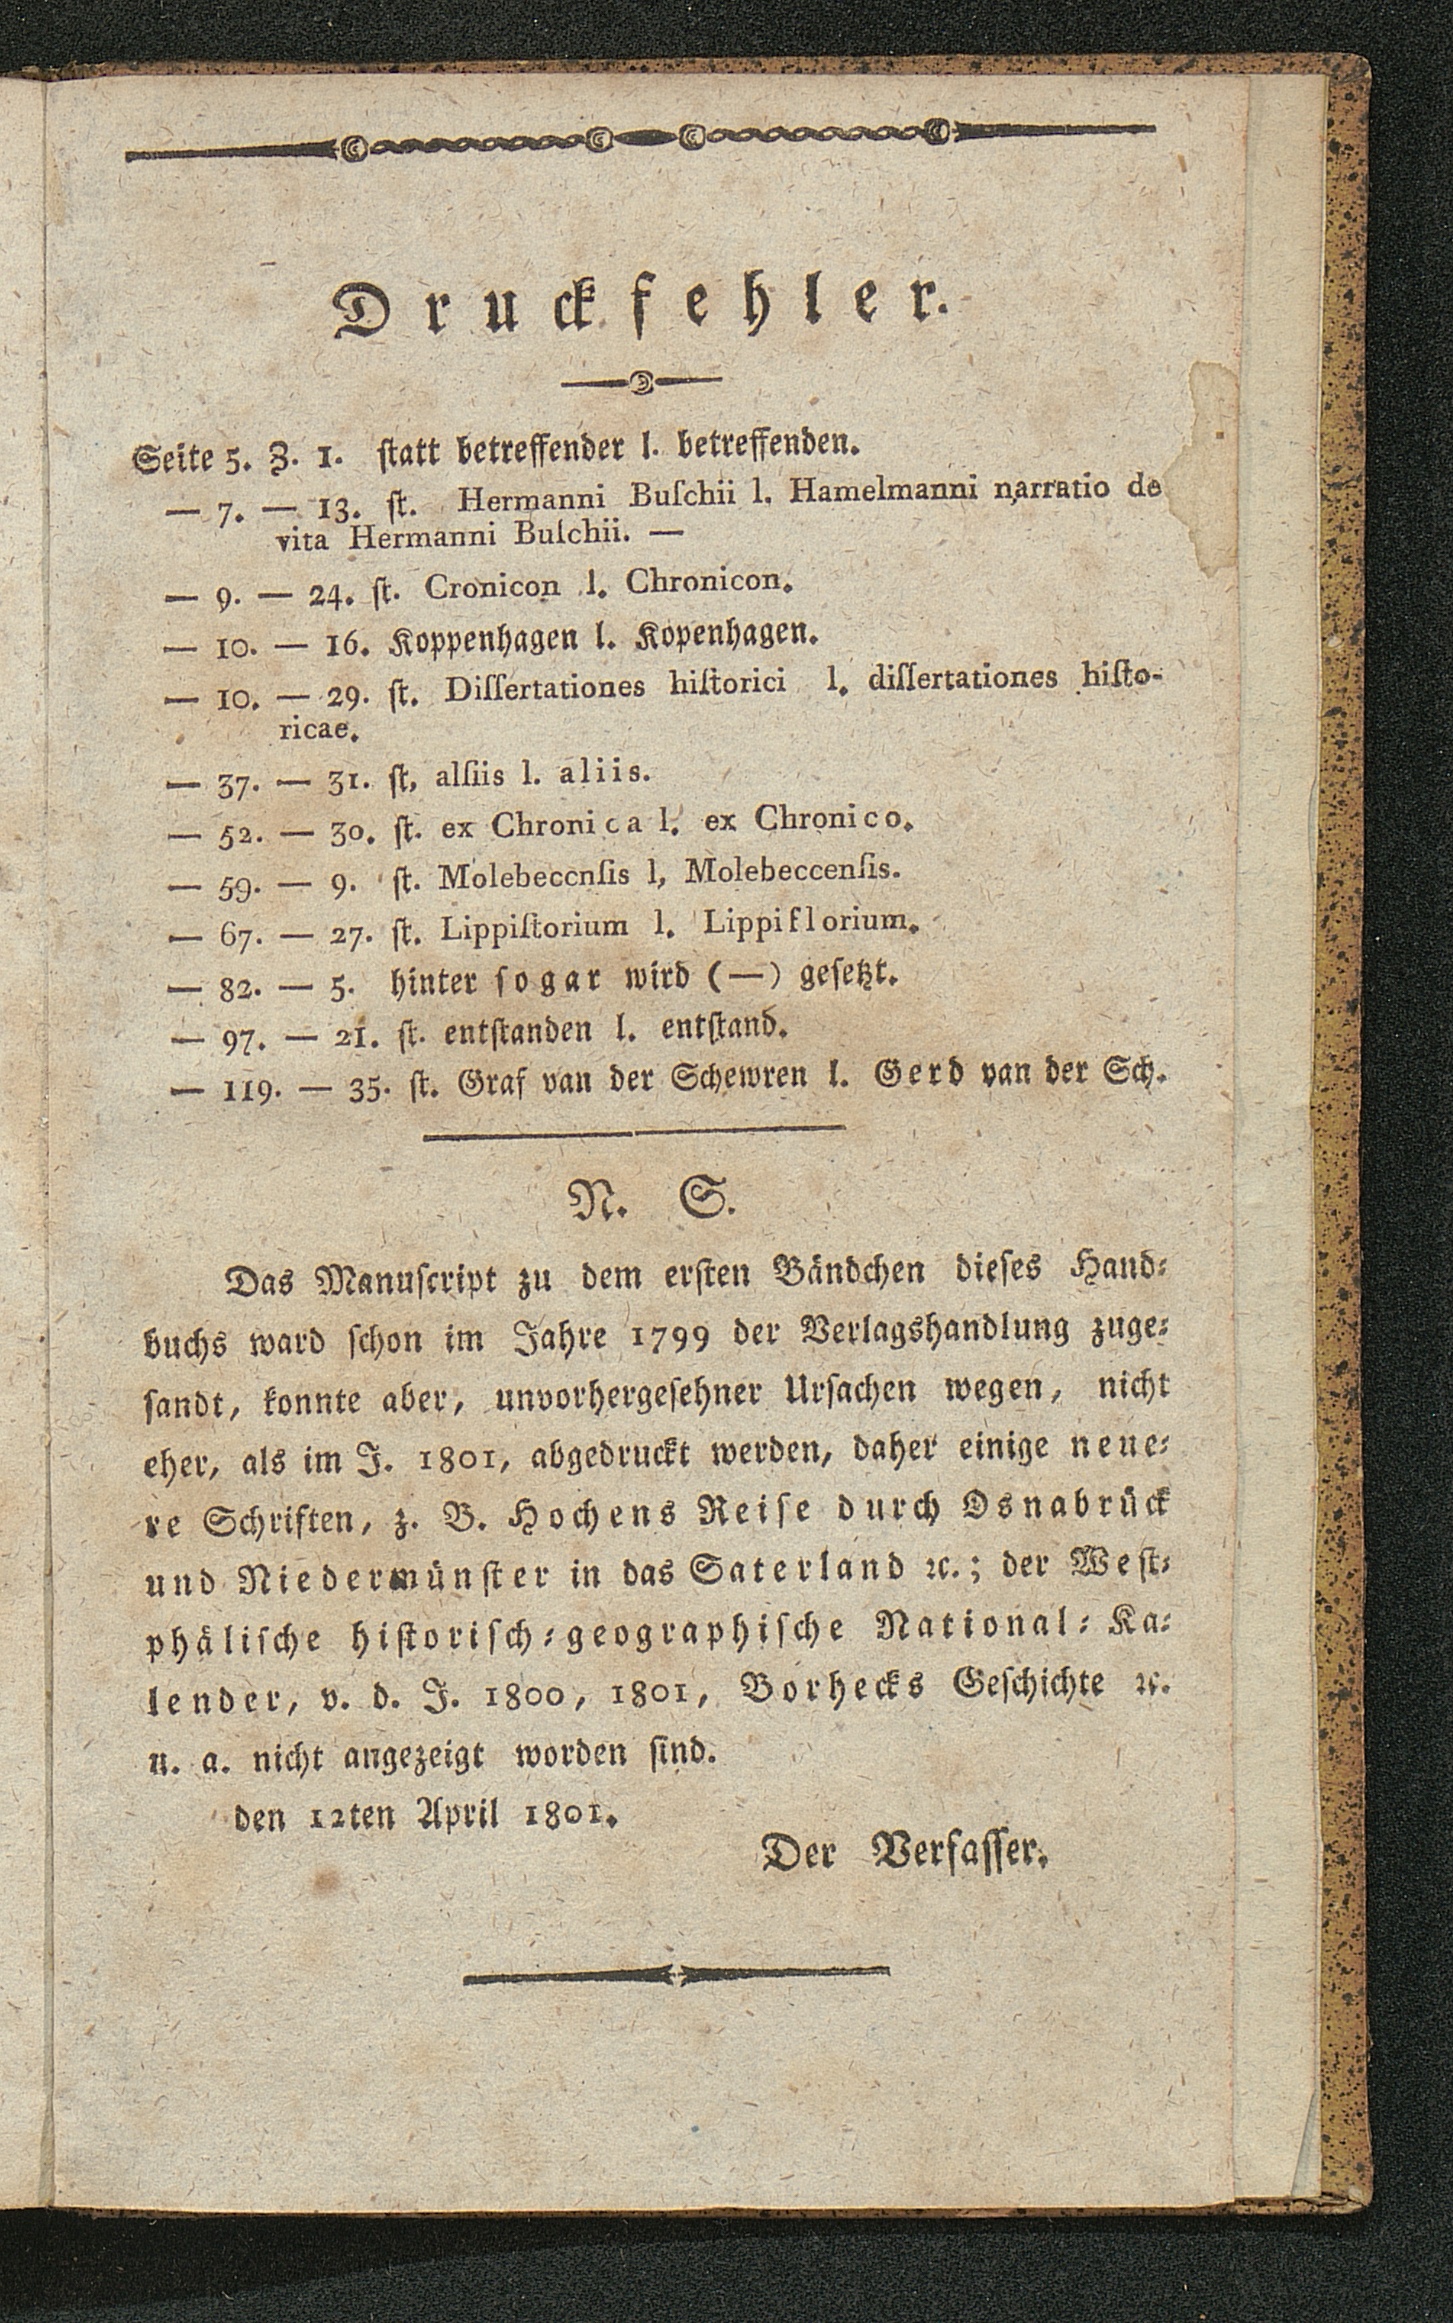 Druckfehler.
Seite 5. Z. 1. ſtatt betreffender l. betreffenden.
— 7. — 13. ſt. Hermanni Buſchii l. Hamelmanni narratio de
vita Hermanni Buſchii. —
— 9. — 24. ſt. Cronicon l. Chronicon.
— 10. — 16. Koppenhagen l. Kopenhagen.
— 10. — 29. ſt. Diſſertationes hiſtorici l. diſſertationes hiſto-
ricae.
— 37. — 31. ſt, alſiis l. aliis.
— 52. — 30. ſt. ex Chronica l. ex Chronico.
— 59. — 9. ſt. Molebeccnſis l, Molebeccenſis.
— 67. — 27. ſt. Lippiſtorium l. Lippiflorium.
— 82. — 5. hinter ſogar wird (—) geſetzt.
— 97. — 21. ſt. entſtanden l. entſtand.
— 119. — 35. ſt. Graf van der Schewren l. Gerd van der Sch.
N. S.
Das Manuſcript zu dem erſten Bändchen dieſes Hand⸗
buchs ward ſchon im Jahre 1799 der Verlagshandlung zuge⸗
ſandt, konnte aber, unvorhergeſehner Urſachen wegen, nicht
eher, als im J. 1801, abgedruckt werden, daher einige neue⸗
re Schriften, z. B. Hochens Reiſe durch Osnabrück
und Niedermünſter in das Saterland ꝛc.; der Weſt⸗
phäliſche hiſtoriſch⸗geographiſche National⸗Ka⸗
lender, v. d. J. 1800, 1801, Borhecks Geſchichte ꝛc.
u. a. nicht angezeigt worden ſind.
den 12ten April 1801.
Der Verfaſſer.